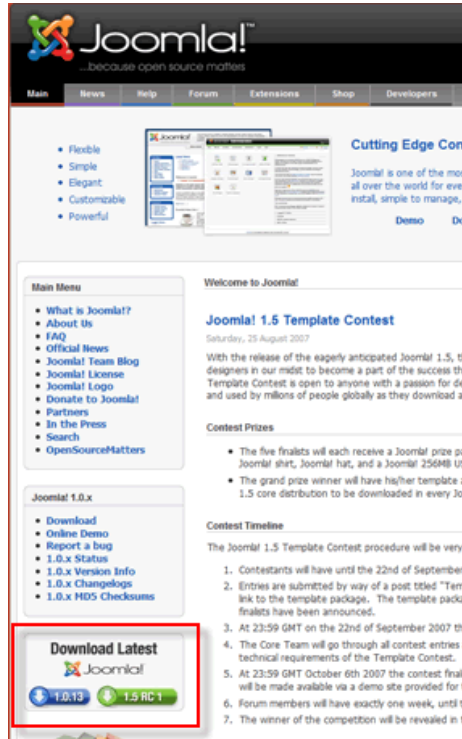 Joomla!™
...because open source matters
Main News Help Forum Extensions Shop Developers
Flexible
Simple
Elegant
Customizable
Powerful
Cutting Edge Con
Joomla! is one of the mo
all over the world for eve
install, simple to manage,
Demo Do
Main Menu
What is Joomla!?
About Us
FAQ
Official News
Joomla! Team Blog
Joomla! License
Joomla! Logo
Donate to Joomla!
Partners
In the Press
Search
OpenSourceMatters
Joomla! 1.0.x
Download
Online Demo
Report a bug
1.0.x Status
1.0.x Version Info
1.0.x Changelogs
1.0.x MD5 Checksums
Download Latest
Joomla!
1.0.13 1.5 RC 1
Welcome to Joomla!
Joomla! 1.5 Template Contest
Saturday, 25 August 2007
With the release of the eagerly anticipated Joomla! 1.5, t
designers in our midst to become a part of the success th
Template Contest is open to anyone with a passion for de
and used by millons of people globally as they download a
Contest Prizes
The five finalists will each receive a Joomla! prize pa
Joomla! shirt, Joomla! hat, and a Joomla! 256MB US
The grand prize winner will have his/her template a
1.5 core distribution to be downloaded in every Jo
Contest Timeline
The Joomla! 1.5 Template Contest procedure will be very
1. Contestants will have until the 22nd of September
2. Entries are submitted by way of a post titled "Tem
link to the template package. The template packa
finalists have been announced.
3. At 23:59 GMT on the 22nd of September 2007 th
4. The Core Team will go through all contest entries
technical requirements of the Template Contest.
5. At 23:59 GMT October 6th 2007 the contest final
will be made available via a demo site provided for
6. Forum members will have exactly one week, until t
7. The winner of the competition will be revealed in t